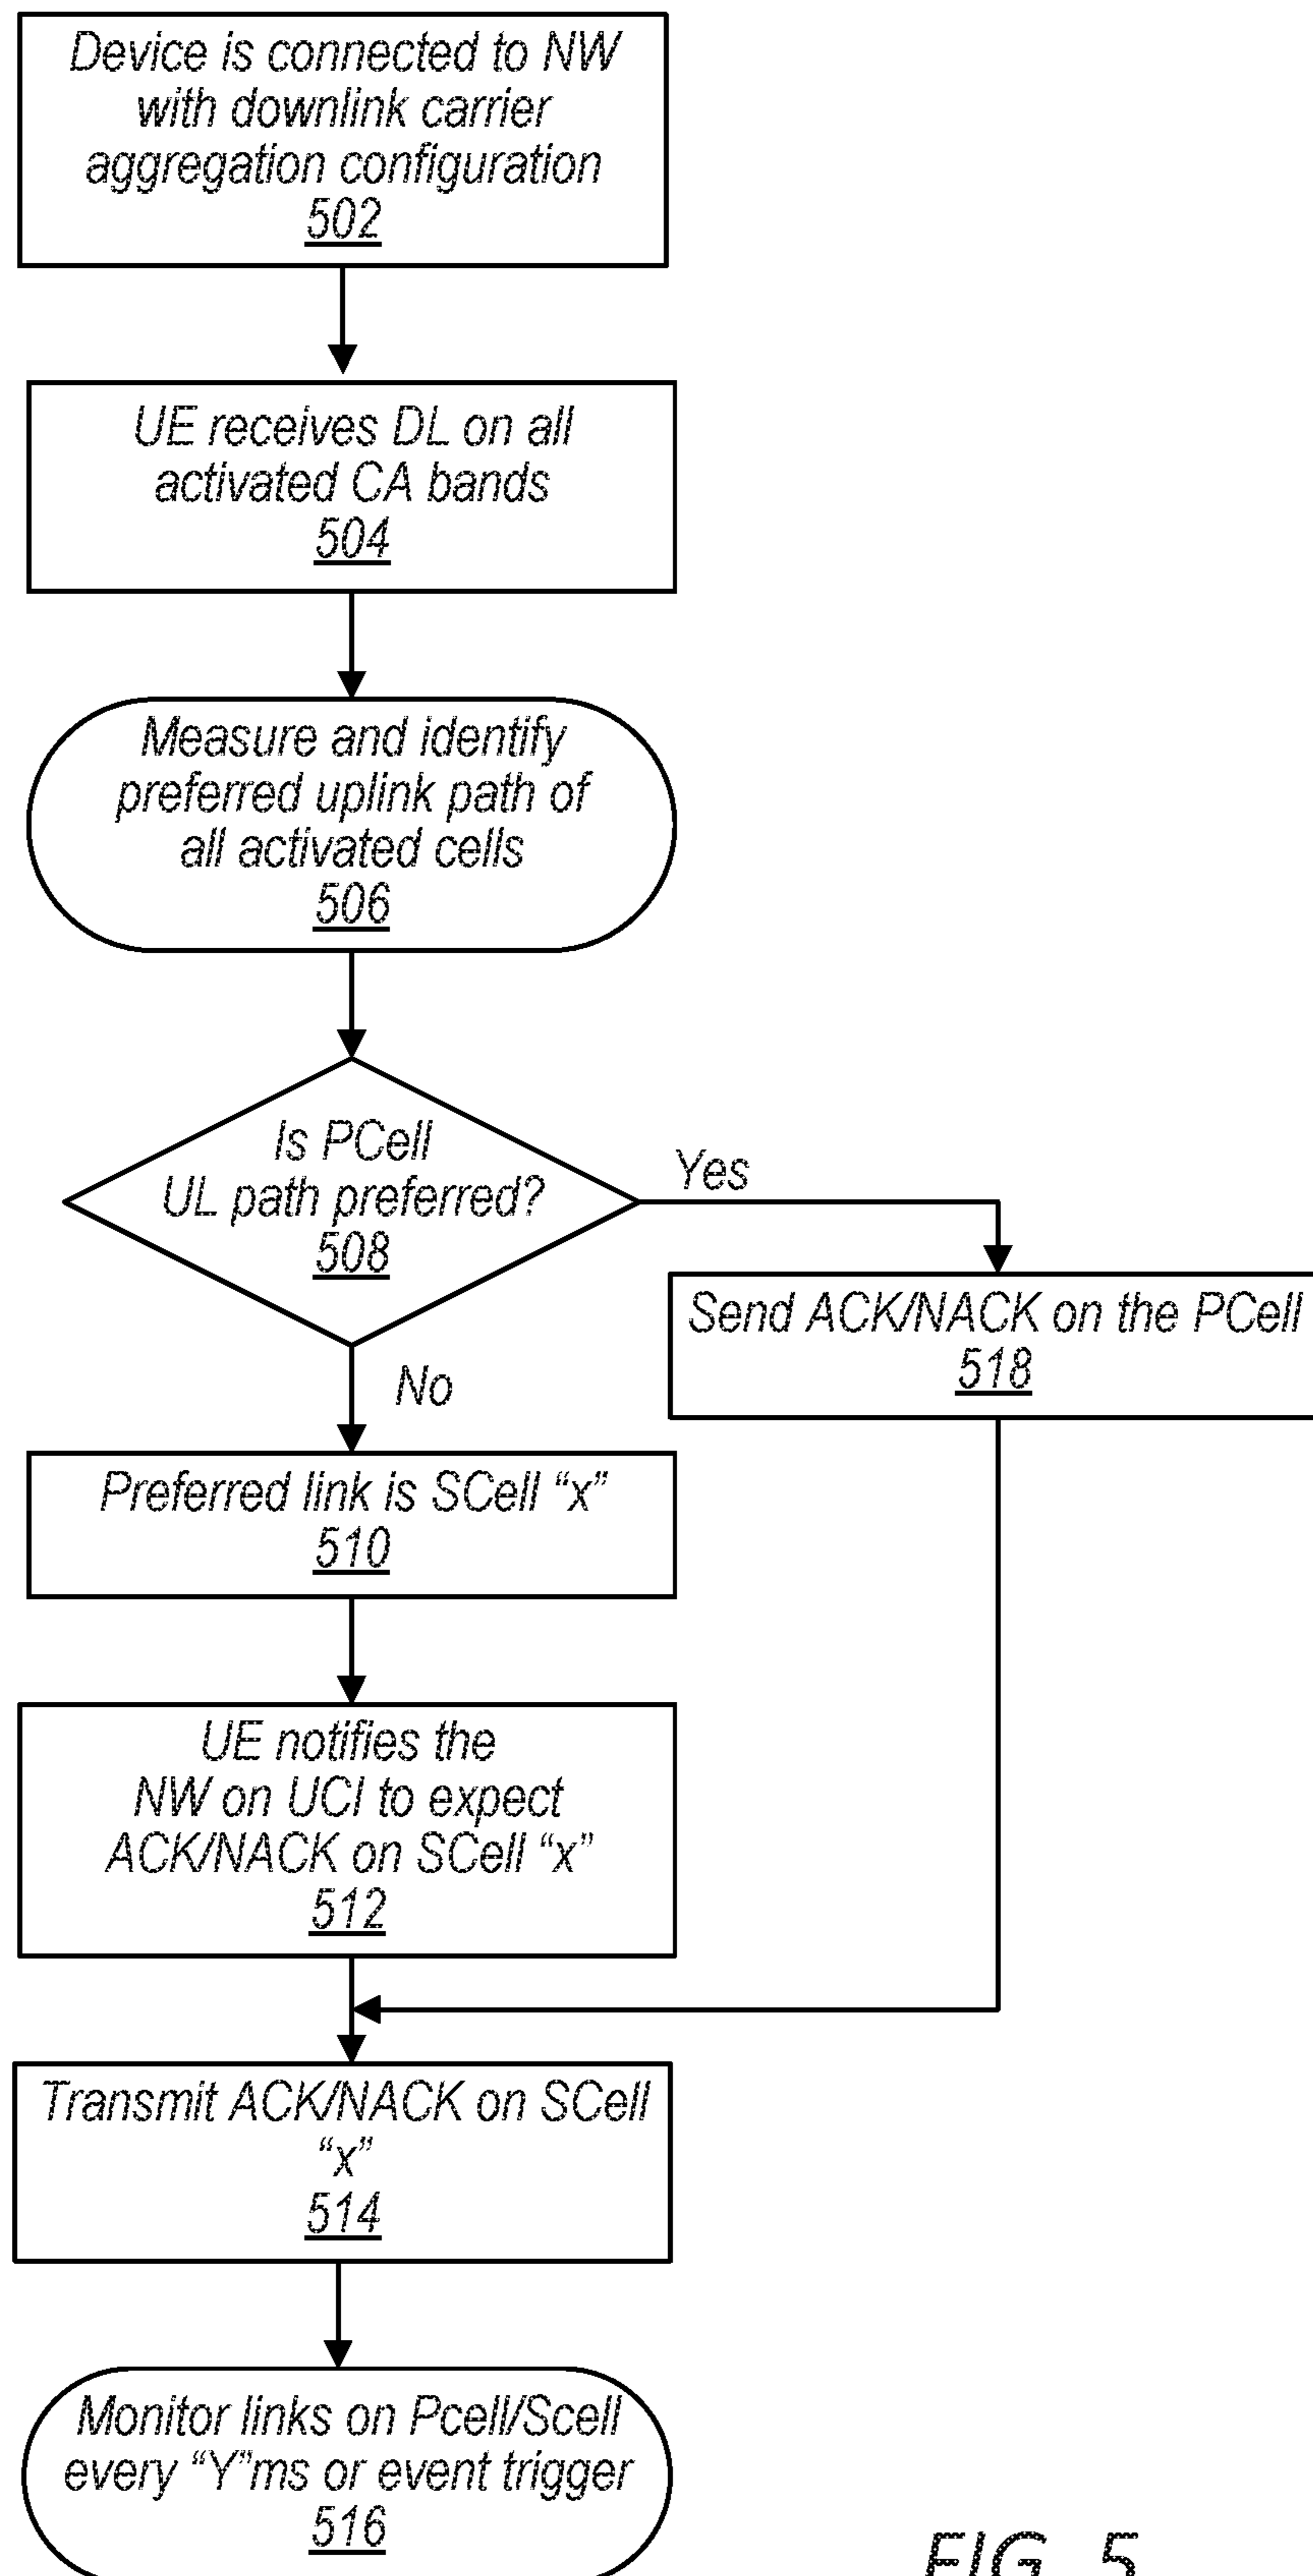 Device is connected to NW
with downlink carrier
aggregation configuration
502
UE receives DL on all
activated CA bands
504
Measure and identify
preferred uplink path of
all activated cells
506
Is PCell
UL path preferred?
508
Yes
Send ACK/NACK on the PCell
518
No
Preferred link is SCell “x”
510
UE notifies the
NW on UCI to expect
ACK/NACK on SCell “x”
512
Transmit ACK/NACK on SCell
“x”
514
Monitor links on Pcell/Scell
every “Y”ms or event trigger
516
FIG. 5